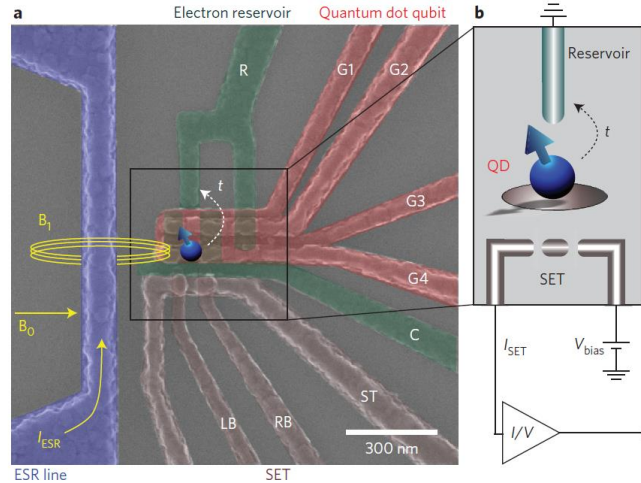 a
Electron reservoir
Quantum dot qubit
b
R
G1
G2
Reservoir
t
t
QD
G3
B1
G4
SET
B0
C
ISET
Vbias
ST
IESR
LB
RB
300 nm
I/V
ESR line
SET